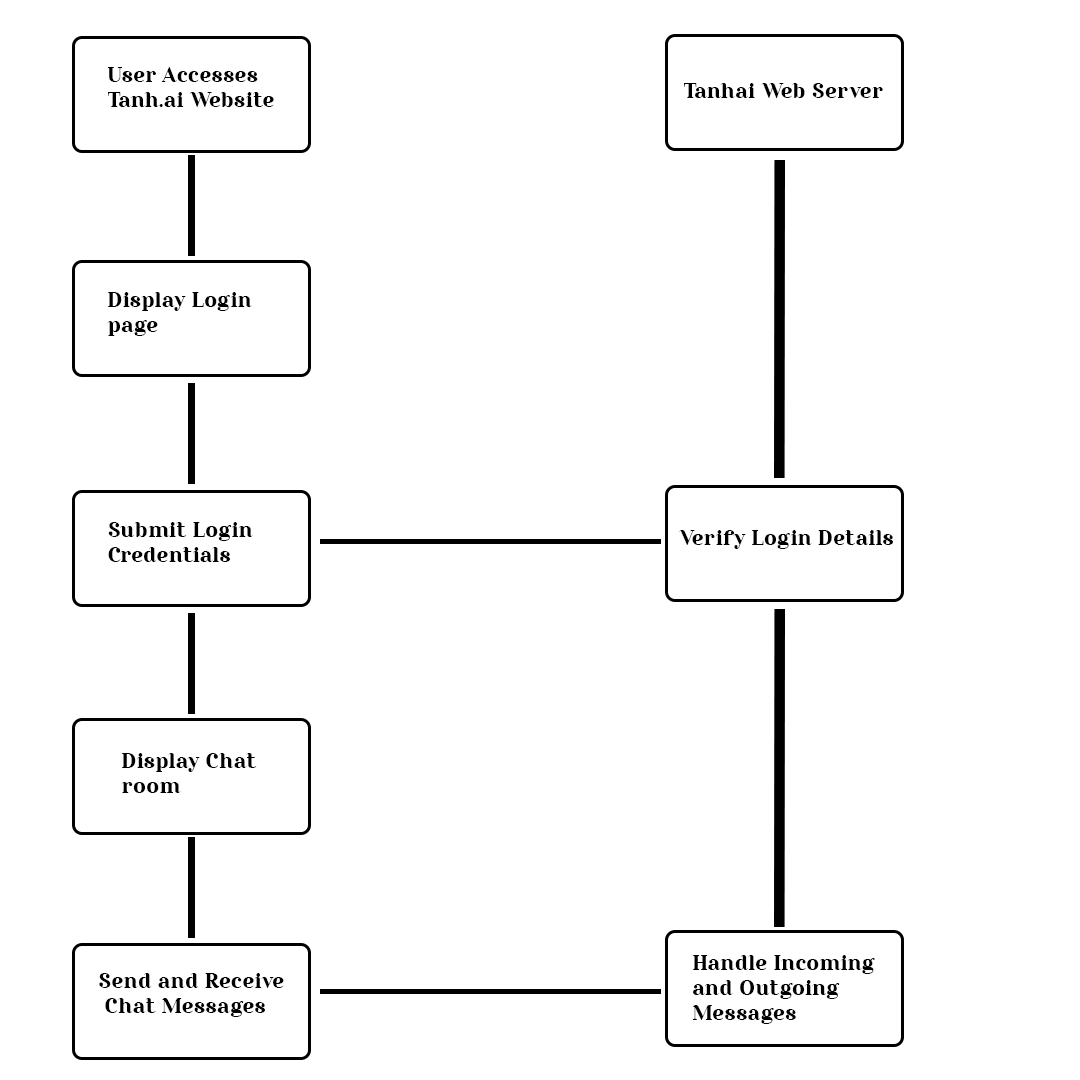 User Accesses
Tanh.ai Website
Tanhai Web Server
Display Login
page
Submit Login
Credentials
Verify Login Details
Display Chat
room
Send and Receive
Chat Messages
Handle Incoming
and Outgoing
Messages